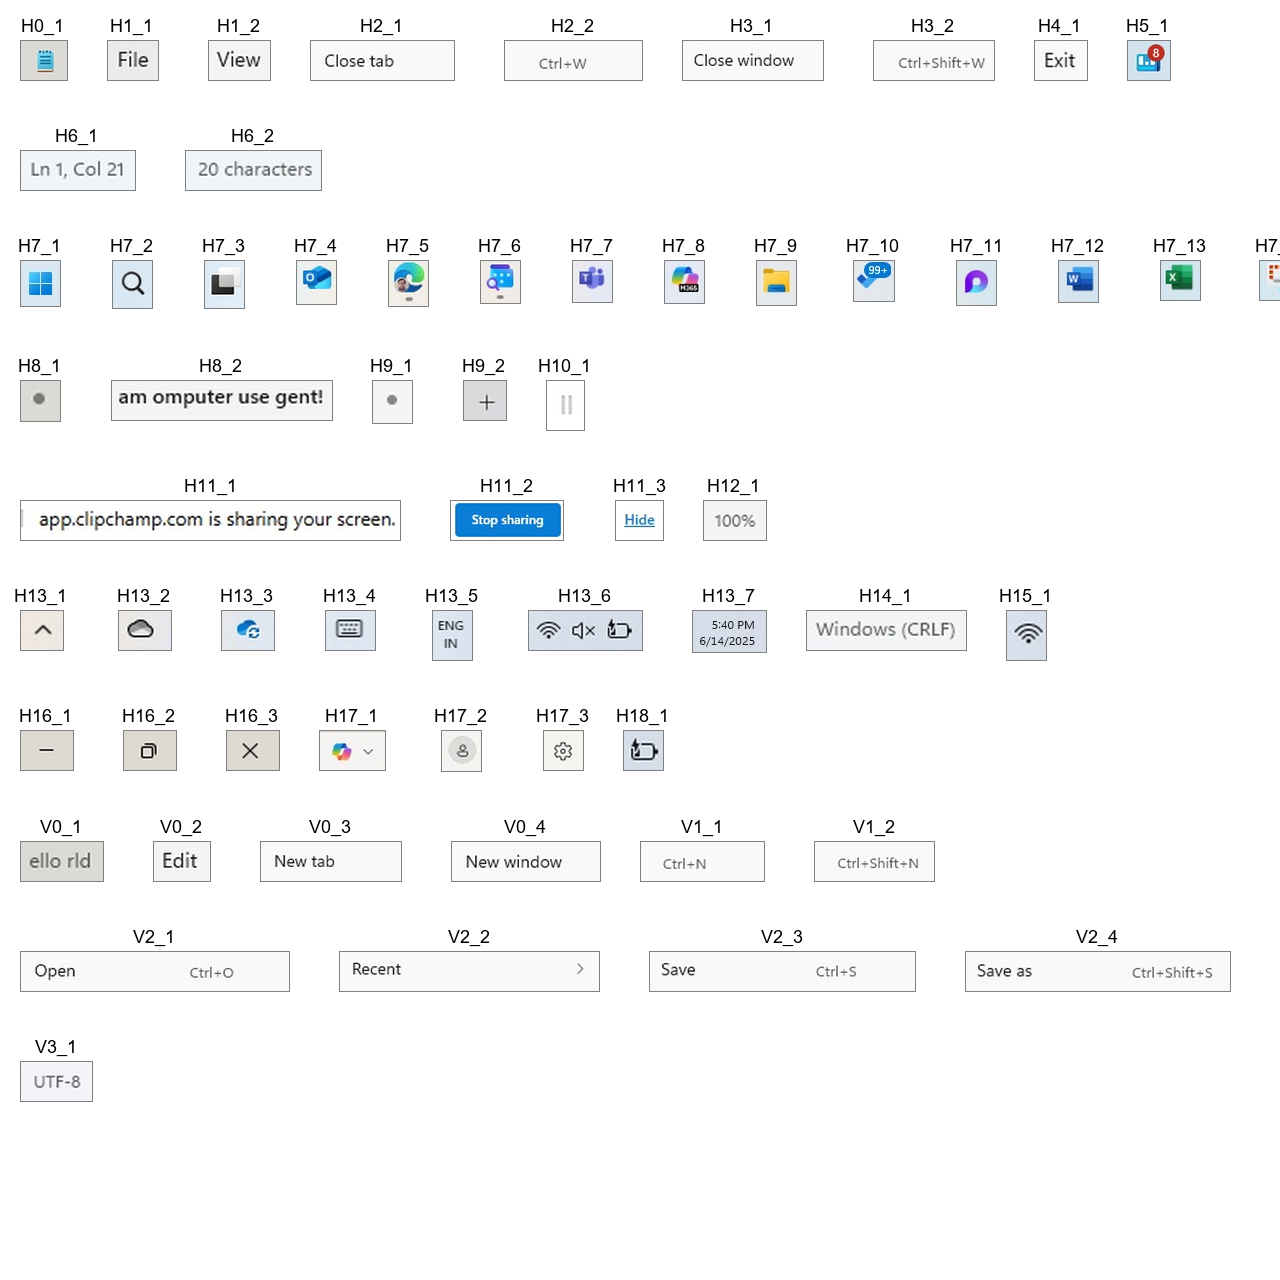 H0_1 H1_1 H1_2 H2_1 H2_2 H3_1 H3_2 H4_1 H5_1
File View Close tab Ctrl+W Close window Ctrl+Shift+W Exit 8
H6_1 H6_2
Ln 1, Col 21 20 characters
H7_1 H7_2 H7_3 H7_4 H7_5 H7_6 H7_7 H7_8 H7_9 H7_10 H7_11 H7_12 H7_13 H7_
M365 99+ W X
H8_1 H8_2 H9_1 H9_2 H10_1
am omputer use gent! +
H11_1 H11_2 H11_3 H12_1
app.clipchamp.com is sharing your screen. Stop sharing Hide 100%
H13_1 H13_2 H13_3 H13_4 H13_5 H13_6 H13_7 H14_1 H15_1
ENG
IN
5:40 PM
6/14/2025
Windows (CRLF)
H16_1 H16_2 H16_3 H17_1 H17_2 H17_3 H18_1
V0_1 V0_2 V0_3 V0_4 V1_1 V1_2
ello rld Edit New tab New window Ctrl+N Ctrl+Shift+N
V2_1 V2_2 V2_3 V2_4
Open Ctrl+O Recent Save Ctrl+S Save as Ctrl+Shift+S
V3_1
UTF-8